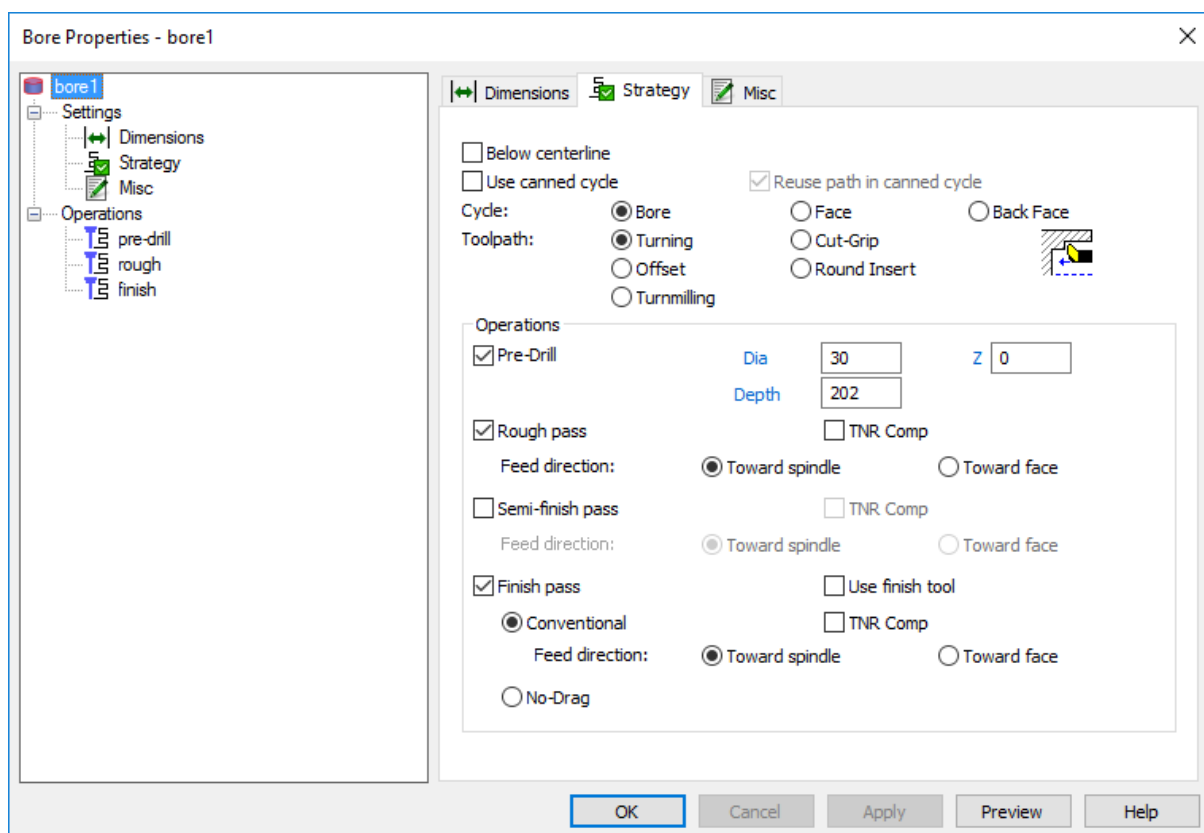 Bore Properties - bore1
bore1
Settings
Dimensions
Strategy
Misc
Operations
pre-drill
rough
finish
Dimensions Strategy Misc
Below centerline
Use canned cycle Reuse path in canned cycle
Cycle: Bore Face Back Face
Toolpath: Turning Cut-Grip
Offset Round Insert
Turnmilling
Operations
Pre-Drill Dia 30 Z 0
Depth 202
Rough pass TNR Comp
Feed direction: Toward spindle Toward face
Semi-finish pass TNR Comp
Feed direction: Toward spindle Toward face
Finish pass Use finish tool
Conventional TNR Comp
Feed direction: Toward spindle Toward face
No-Drag
OK Cancel Apply Preview Help